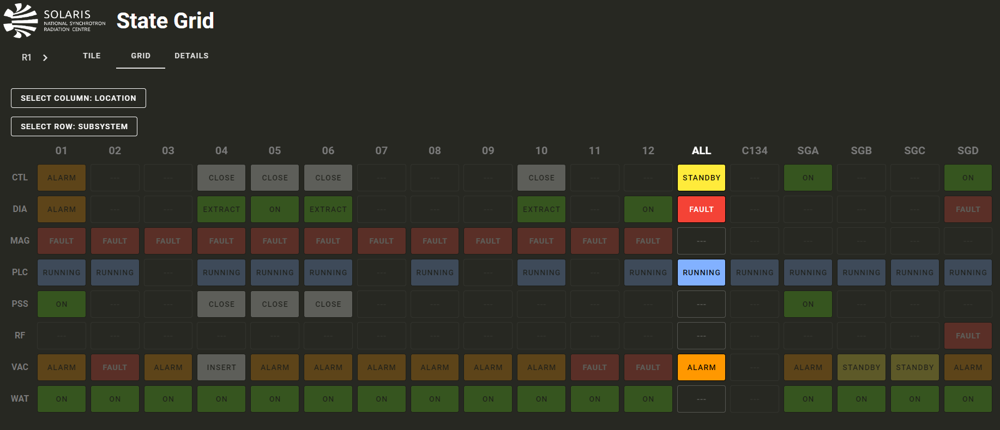 SOLARIS
NATIONAL SYNCHROTRON
RADIATION CENTRE
State Grid
R1 TILE GRID DETAILS
SELECT COLUMN: LOCATION
SELECT ROW: SUBSYSTEM
01 02 03 04 05 06 07 08 09 10 11 12 ALL C134 SGA SGB SGC SGD
CTL ALARM --- --- CLOSE CLOSE CLOSE --- --- --- CLOSE --- --- STANDBY --- ON --- --- ON
DIA ALARM --- --- EXTRACT ON EXTRACT --- --- --- EXTRACT --- ON FAULT --- --- --- --- FAULT
MAG FAULT FAULT FAULT FAULT FAULT FAULT FAULT FAULT FAULT FAULT FAULT FAULT --- --- --- --- --- ---
PLC RUNNING RUNNING --- RUNNING RUNNING RUNNING --- RUNNING --- RUNNING --- RUNNING RUNNING RUNNING RUNNING RUNNING RUNNING RUNNING
PSS ON --- --- CLOSE CLOSE CLOSE --- --- --- --- --- --- --- --- ON --- --- ---
RF --- --- --- --- --- --- --- --- --- --- --- --- --- --- --- --- --- FAULT
VAC ALARM FAULT ALARM INSERT ALARM ALARM ALARM ALARM ALARM ALARM FAULT FAULT ALARM --- ALARM STANDBY STANDBY ALARM
WAT ON ON ON ON ON ON ON ON ON ON ON ON --- --- ON ON ON ON